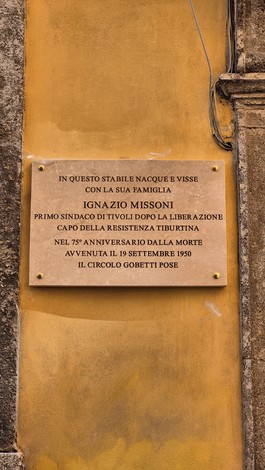 IN QUESTO STABILE NACQUE E VISSE
CON LA SUA FAMIGLIA
IGNAZIO MISSONI
PRIMO SINDACO DI TIVOLI DOPO LA LIBERAZIONE
CAPO DELLA RESISTENZA TIBURTINA
NEL 75° ANNIVERSARIO DALLA MORTE
AVVENUTA IL 19 SETTEMBRE 1950
IL CIRCOLO GOBETTI POSE